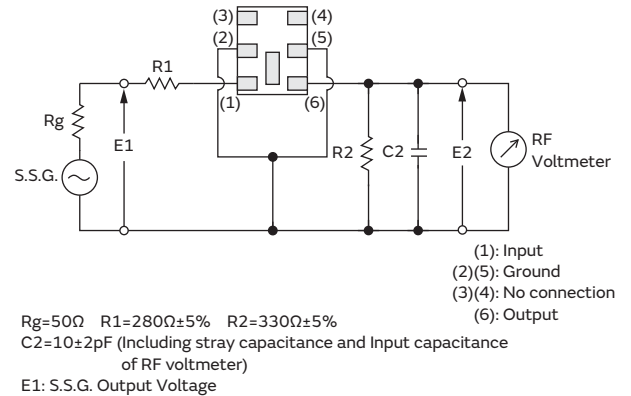 (3) (4)
(2) (5)
R1
(1) (6)
Rg E1 R2 C2 E2 RF
Voltmeter
S.S.G.
(1): Input
(2)(5): Ground
(3)(4): No connection
(6): Output
Rg=50Ω R1=280Ω±5% R2=330Ω±5%
C2=10±2pF (Including stray capacitance and Input capacitance
of RF voltmeter)
E1: S.S.G. Output Voltage